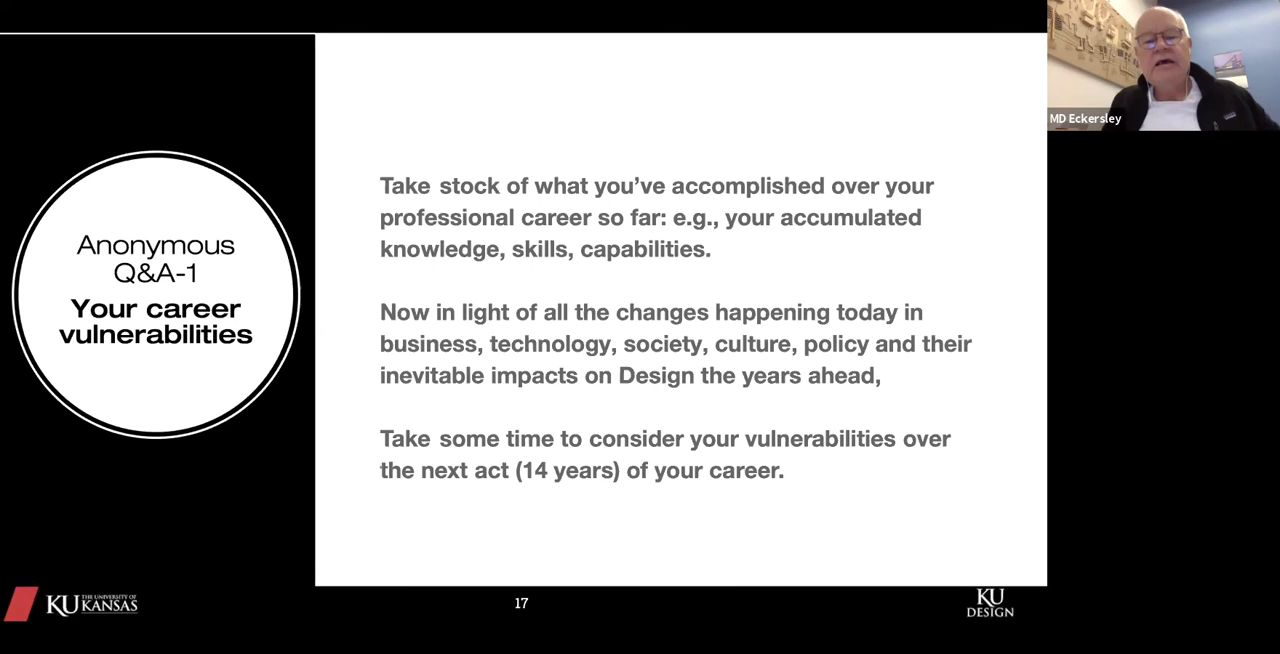 Anonymous
Q&A-1
Your career
vulnerabilities
Take stock of what you’ve accomplished over your
professional career so far: e.g., your accumulated
knowledge, skills, capabilities.
Now in light of all the changes happening today in
business, technology, society, culture, policy and their
inevitable impacts on Design the years ahead,
Take some time to consider your vulnerabilities over
the next act (14 years) of your career.
MD Eckersley
KU THE UNIVERSITY OF
KANSAS
17
KU
DESIGN